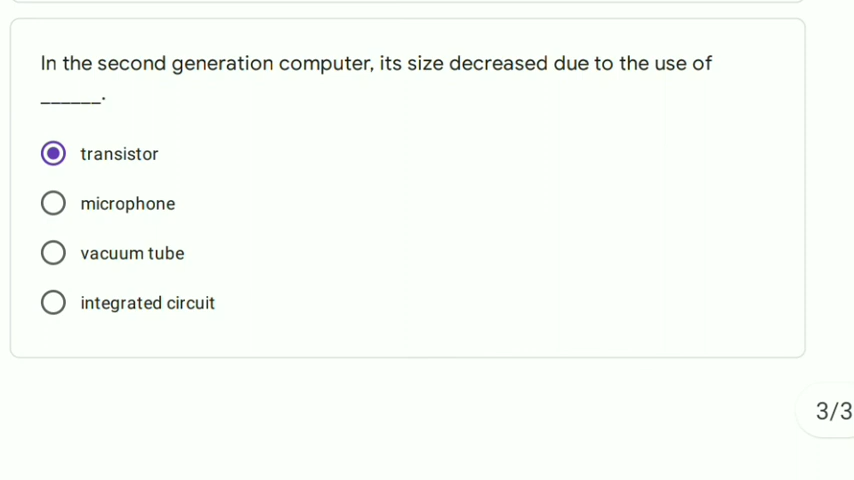 In the second generation computer, its size decreased due to the use of
______.
transistor
microphone
vacuum tube
integrated circuit
3/3